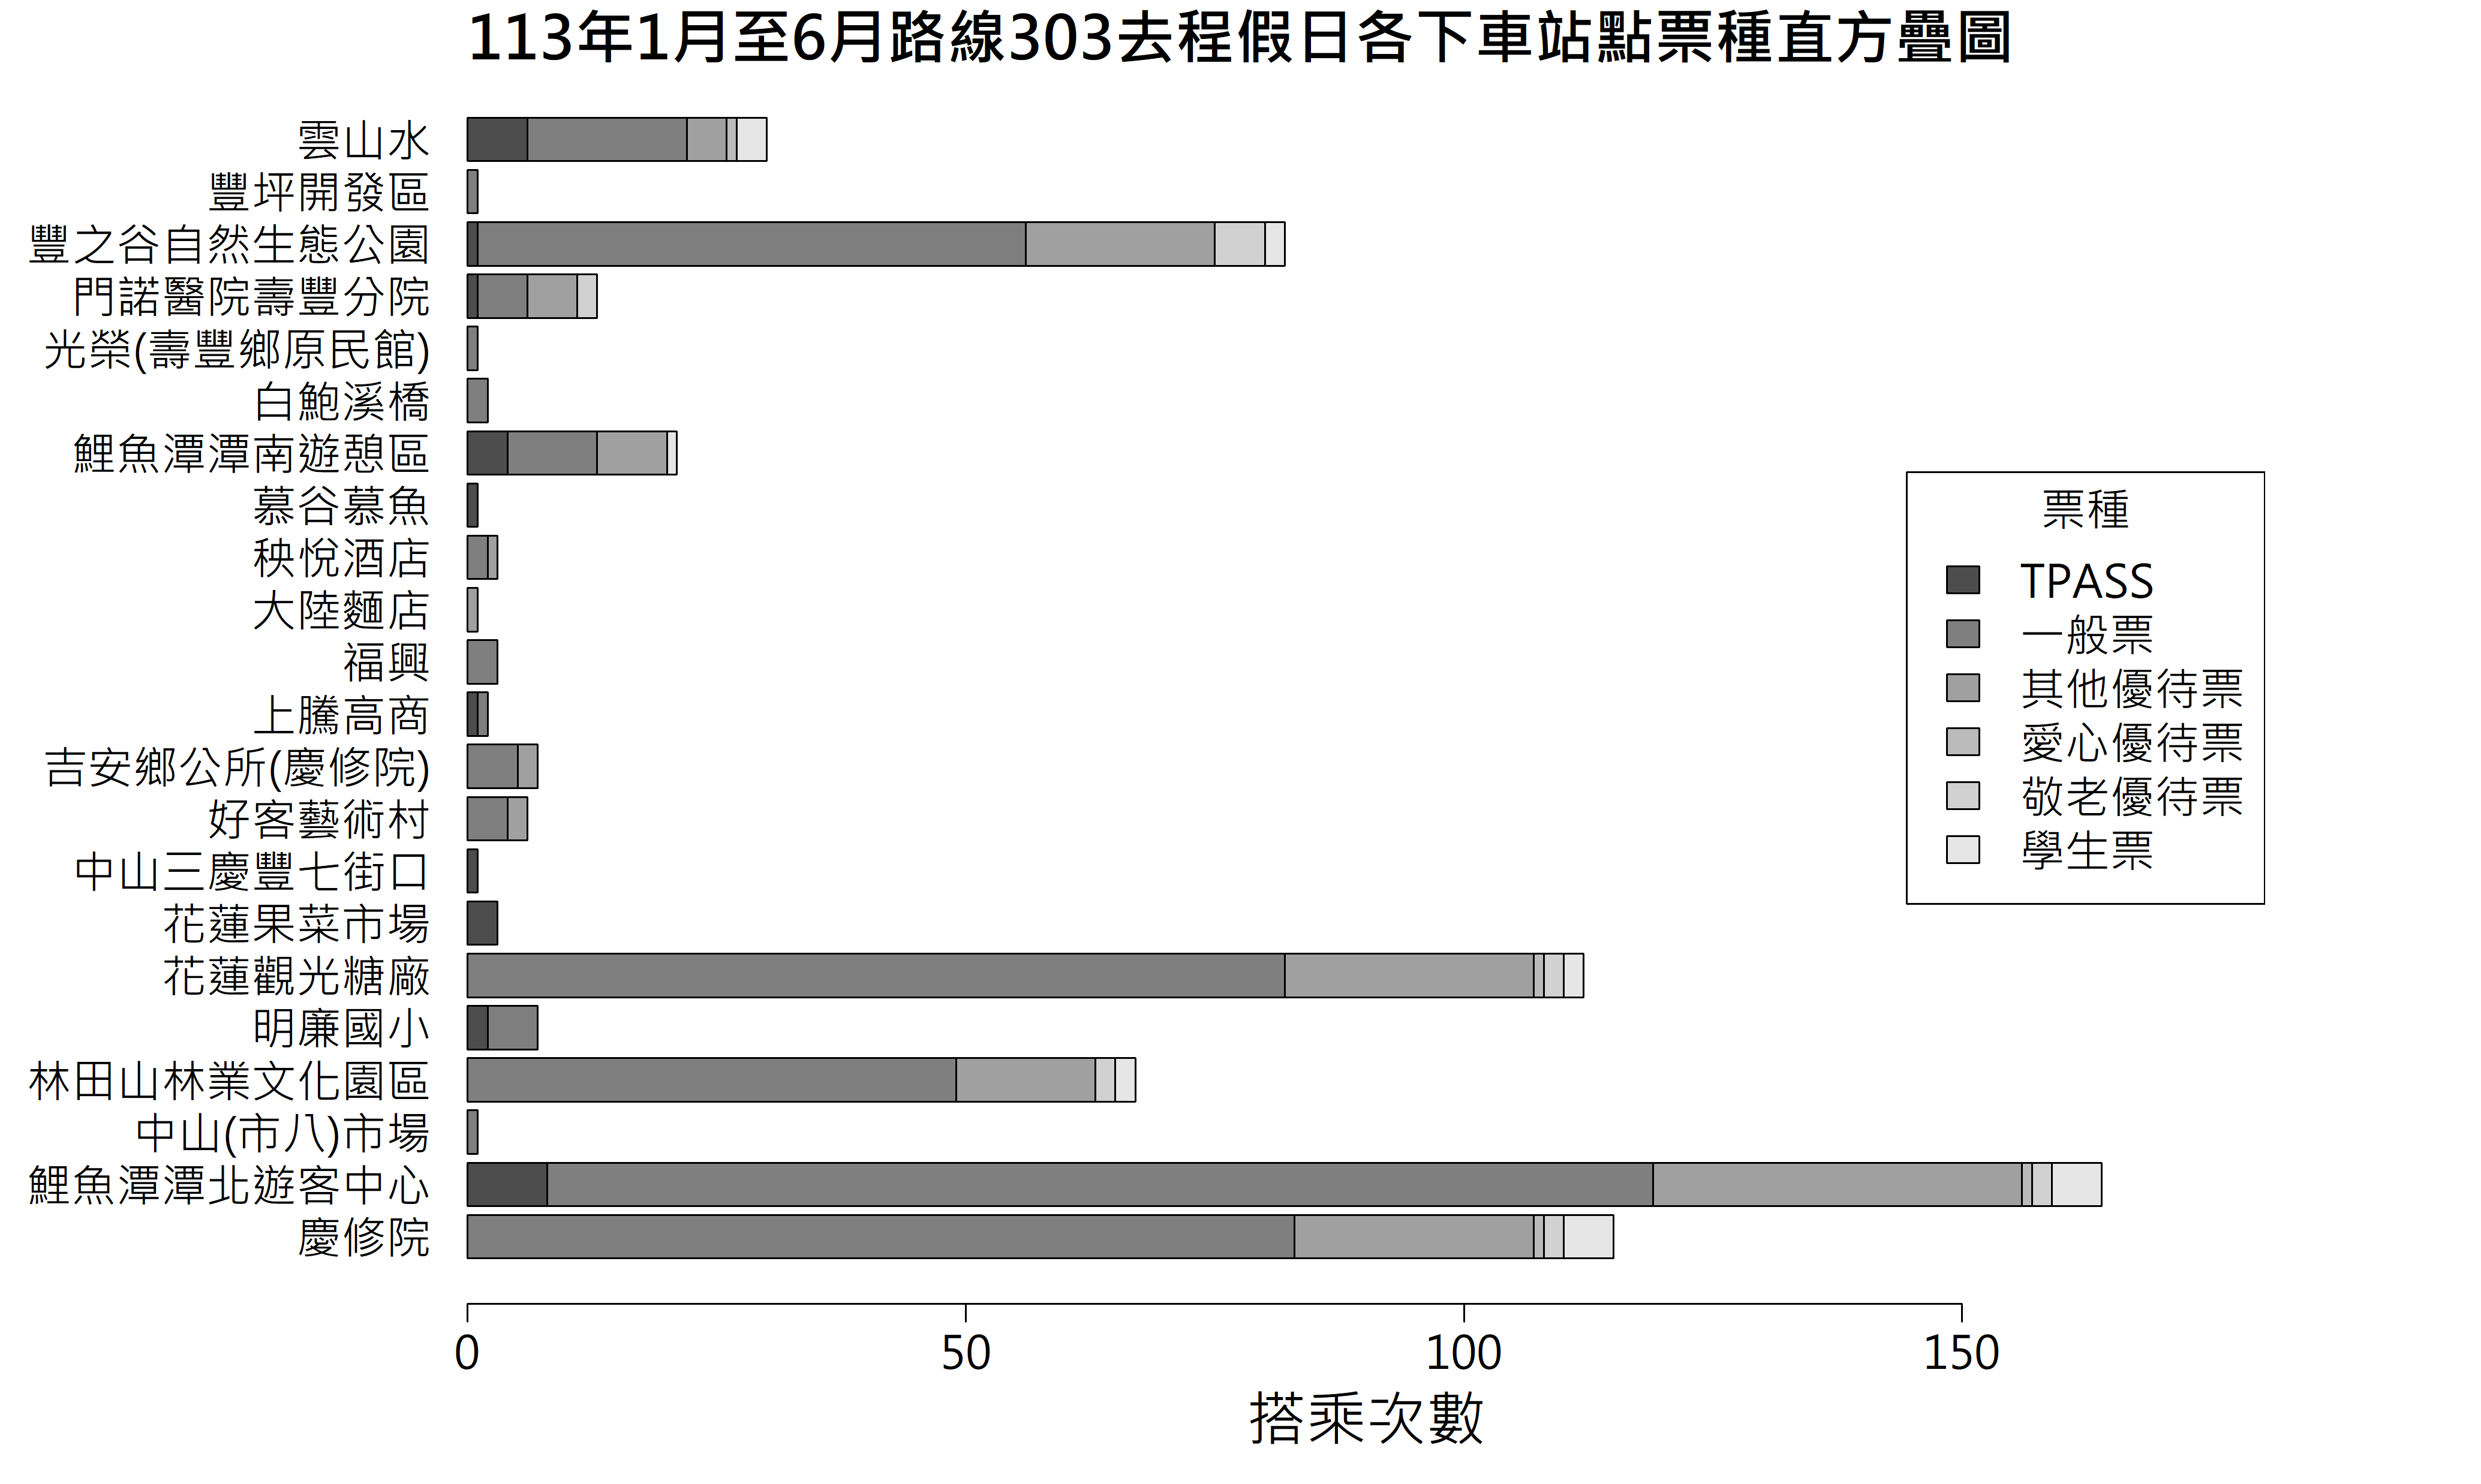 113年1月至6月路線303去程假日各下車站點票種直方疊圖
雲山水
豐坪開發區
豐之谷自然生態公園
門諾醫院壽豐分院
光榮(壽豐鄉原民館)
白鮑溪橋
鯉魚潭潭南遊憩區
慕谷慕魚
秧悅酒店
大陸麵店
福興
上騰高商
吉安鄉公所(慶修院)
好客藝術村
中山三慶豐七街口
花蓮果菜市場
花蓮觀光糖廠
明廉國小
林田山林業文化園區
中山(市八)市場
鯉魚潭潭北遊客中心
慶修院
票種
TPASS
一般票
其他優待票
愛心優待票
敬老優待票
學生票
0 50 100 150
搭乘次數